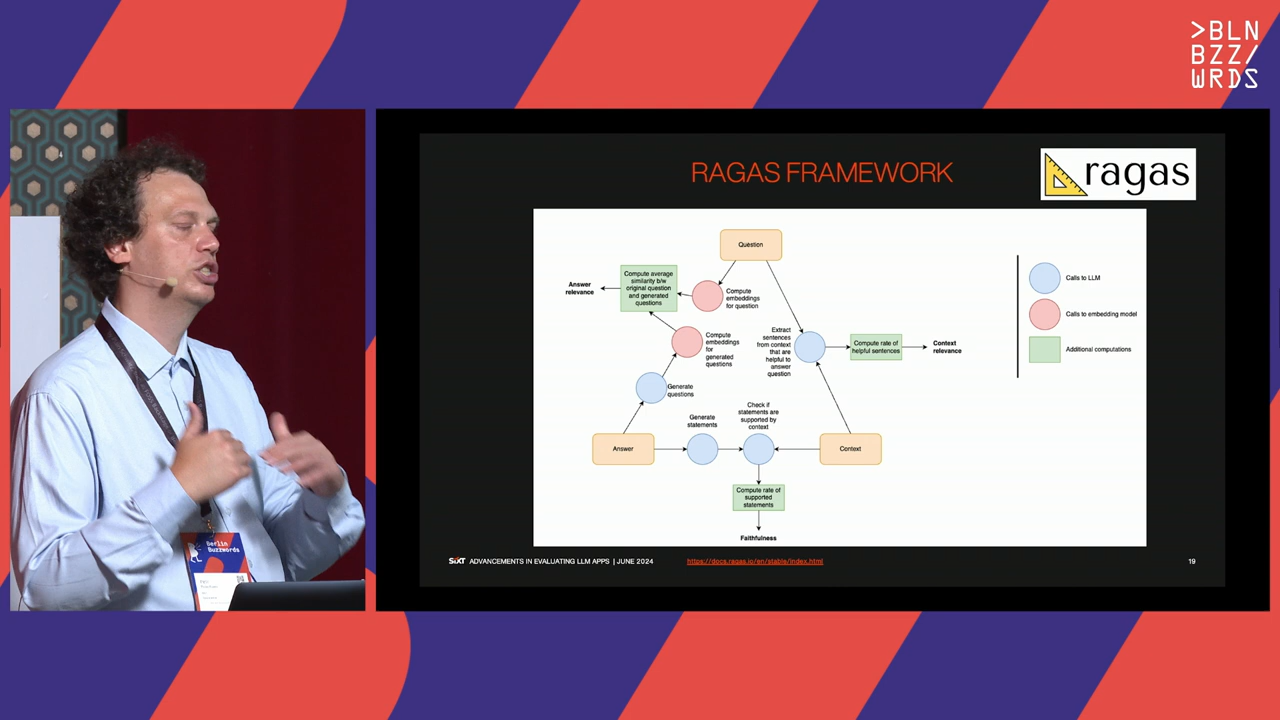 >BLN
BZZ/
WRDS
RAGAS FRAMEWORK
ragas
Question
Compute average
similarity b/w
original question
and generated
questions
Answer
relevance
Compute
embeddings
for question
Compute
embeddings
for
generated
questions
Extract
sentences
from context
that are
helpful to
answer
question
Compute rate of
helpful sentences
Context
relevance
Generate
questions
Generate
statements
Check if
statements are
supported by
context
Answer
Context
Compute rate of
supported
statements
Faithfulness
Calls to LLM
Calls to embedding model
Additional computations
SIXT ADVANCEMENTS IN EVALUATING LLM APPS | JUNE 2024
https://docs.ragas.io/en/stable/index.html
19
Berlin
Buzzwords